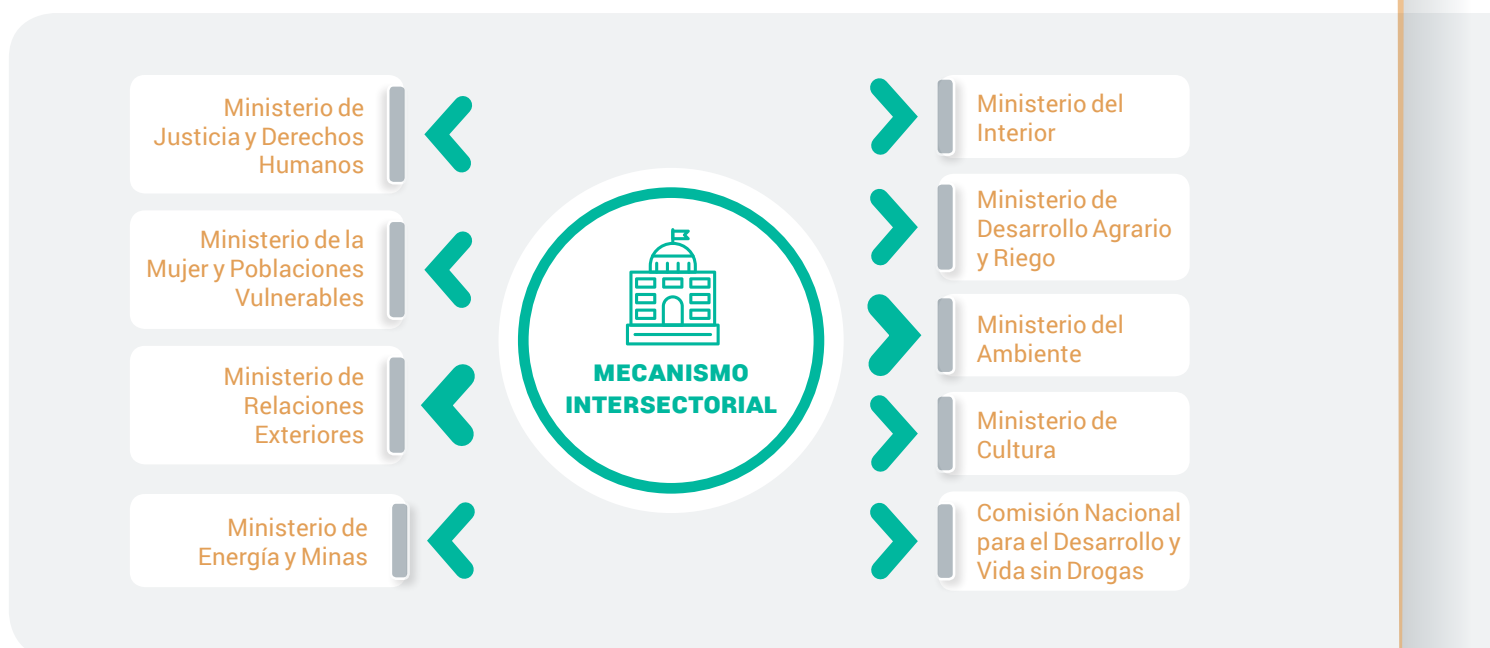 Ministerio de
Justicia y Derechos
Humanos
Ministerio de la
Mujer y Poblaciones
Vulnerables
Ministerio de
Relaciones
Exteriores
Ministerio de
Energía y Minas
MECANISMO
INTERSECTORIAL
Ministerio del
Interior
Ministerio de
Desarrollo Agrario
y Riego
Ministerio del
Ambiente
Ministerio de
Cultura
Comisión Nacional
para el Desarrollo y
Vida sin Drogas